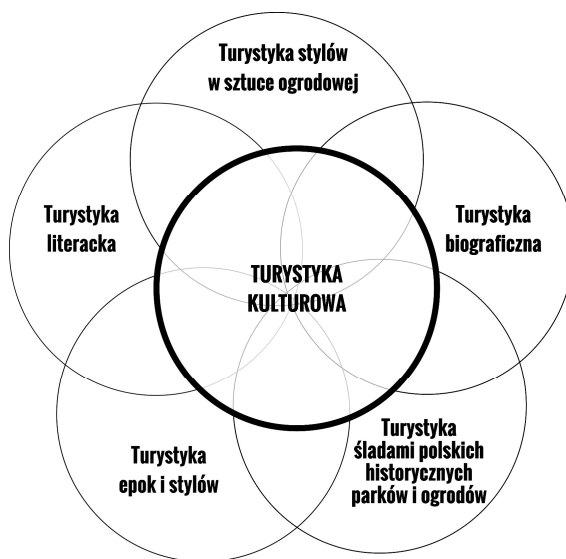 Turystyka stylów
w sztuce ogrodowej
Turystyka
literacka
Turystyka
biograficzna
TURYSTYKA
KULTUROWA
Turystyka
epok i stylów
Turystyka
śladami polskich
historycznych
parków i ogrodów